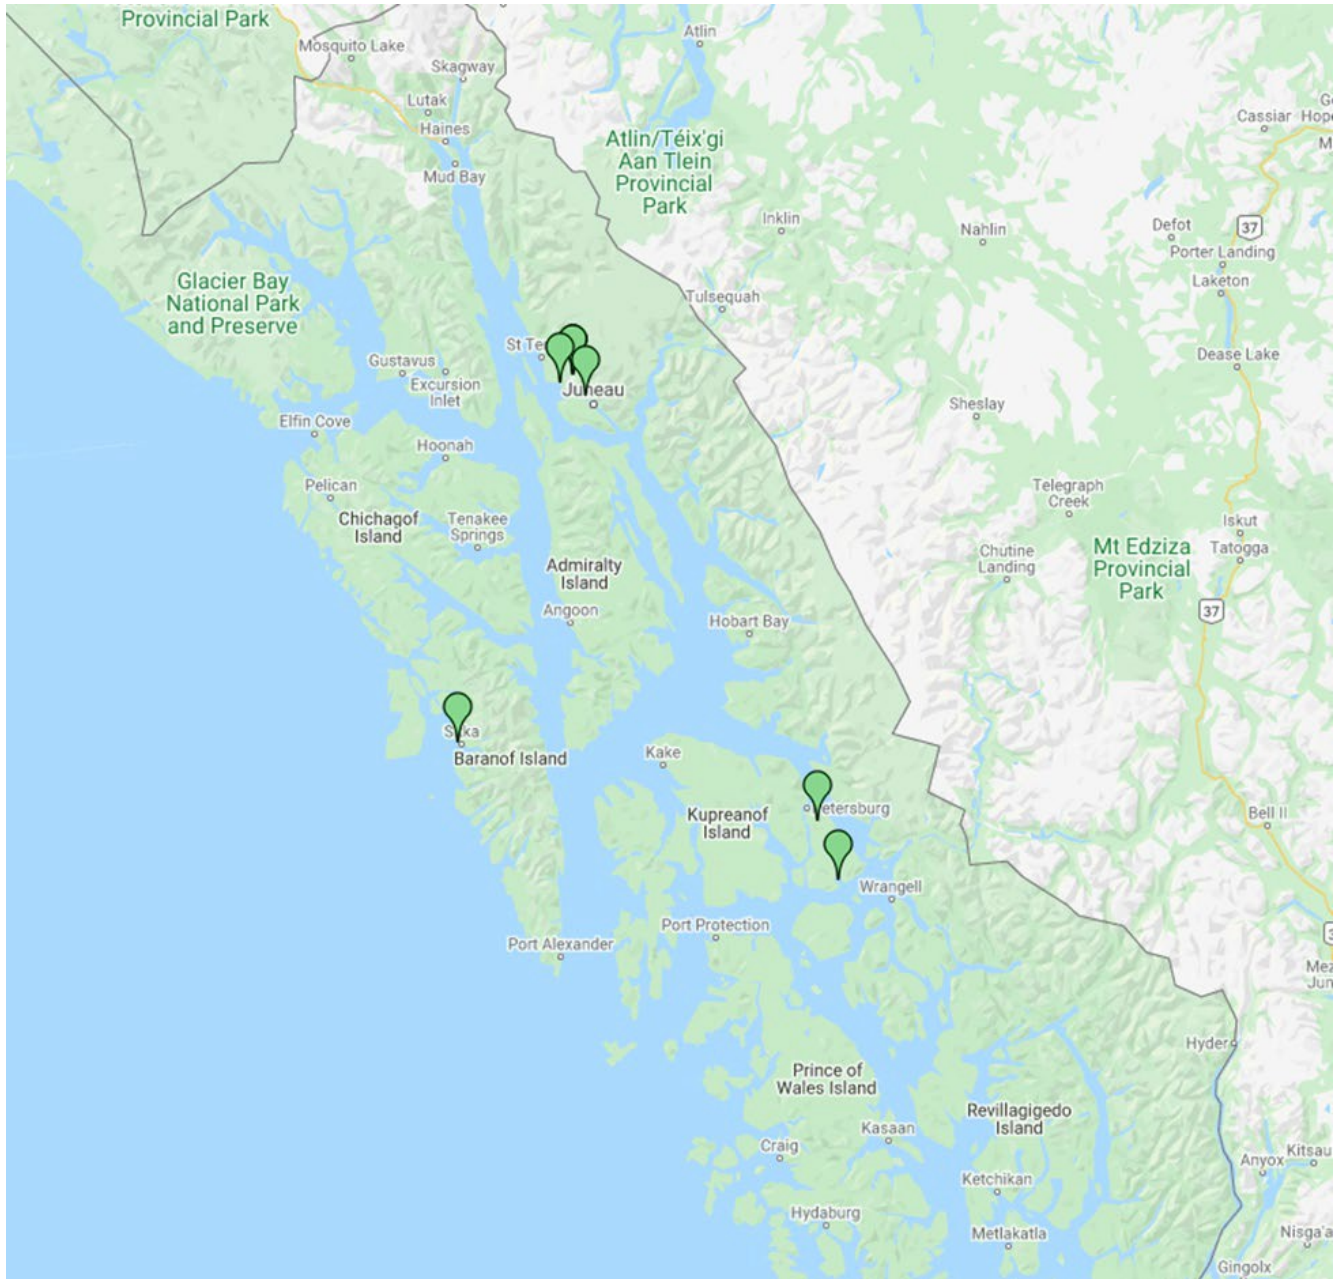 Provincial Park
Mosquito Lake
Atlin
Skagway
Lutak
Haines
Mud Bay
Atlin/Téix'gi
Aan Tlein
Provincial
Park
Cassiar
Inklin
Nahlin
Defot
37
Porter Landing
Laketon
Glacier Bay
National Park
and Preserve
Tulsequah
Gustavus
Excursion
Inlet
Juneau
Dease Lake
Sheslay
Elfin Cove
Hoonah
Pelican
Chichagof
Island
Tenakee
Springs
Telegraph
Creek
Iskut
Tatogga
Chutine
Landing
Mt Edziza
Provincial
Park
Admiralty
Island
Angoon
37
Hobart Bay
Sitka
Baranof Island
Kake
Petersburg
Kupreanof
Island
Bell II
Wrangell
Port Protection
Port Alexander
Hyder
Prince of
Wales Island
Revillagigedo
Island
Kasaan
Craig
Anyox
Kitsau
Ketchikan
Hydaburg
Metlakatla
Nisga'a
Gingolx